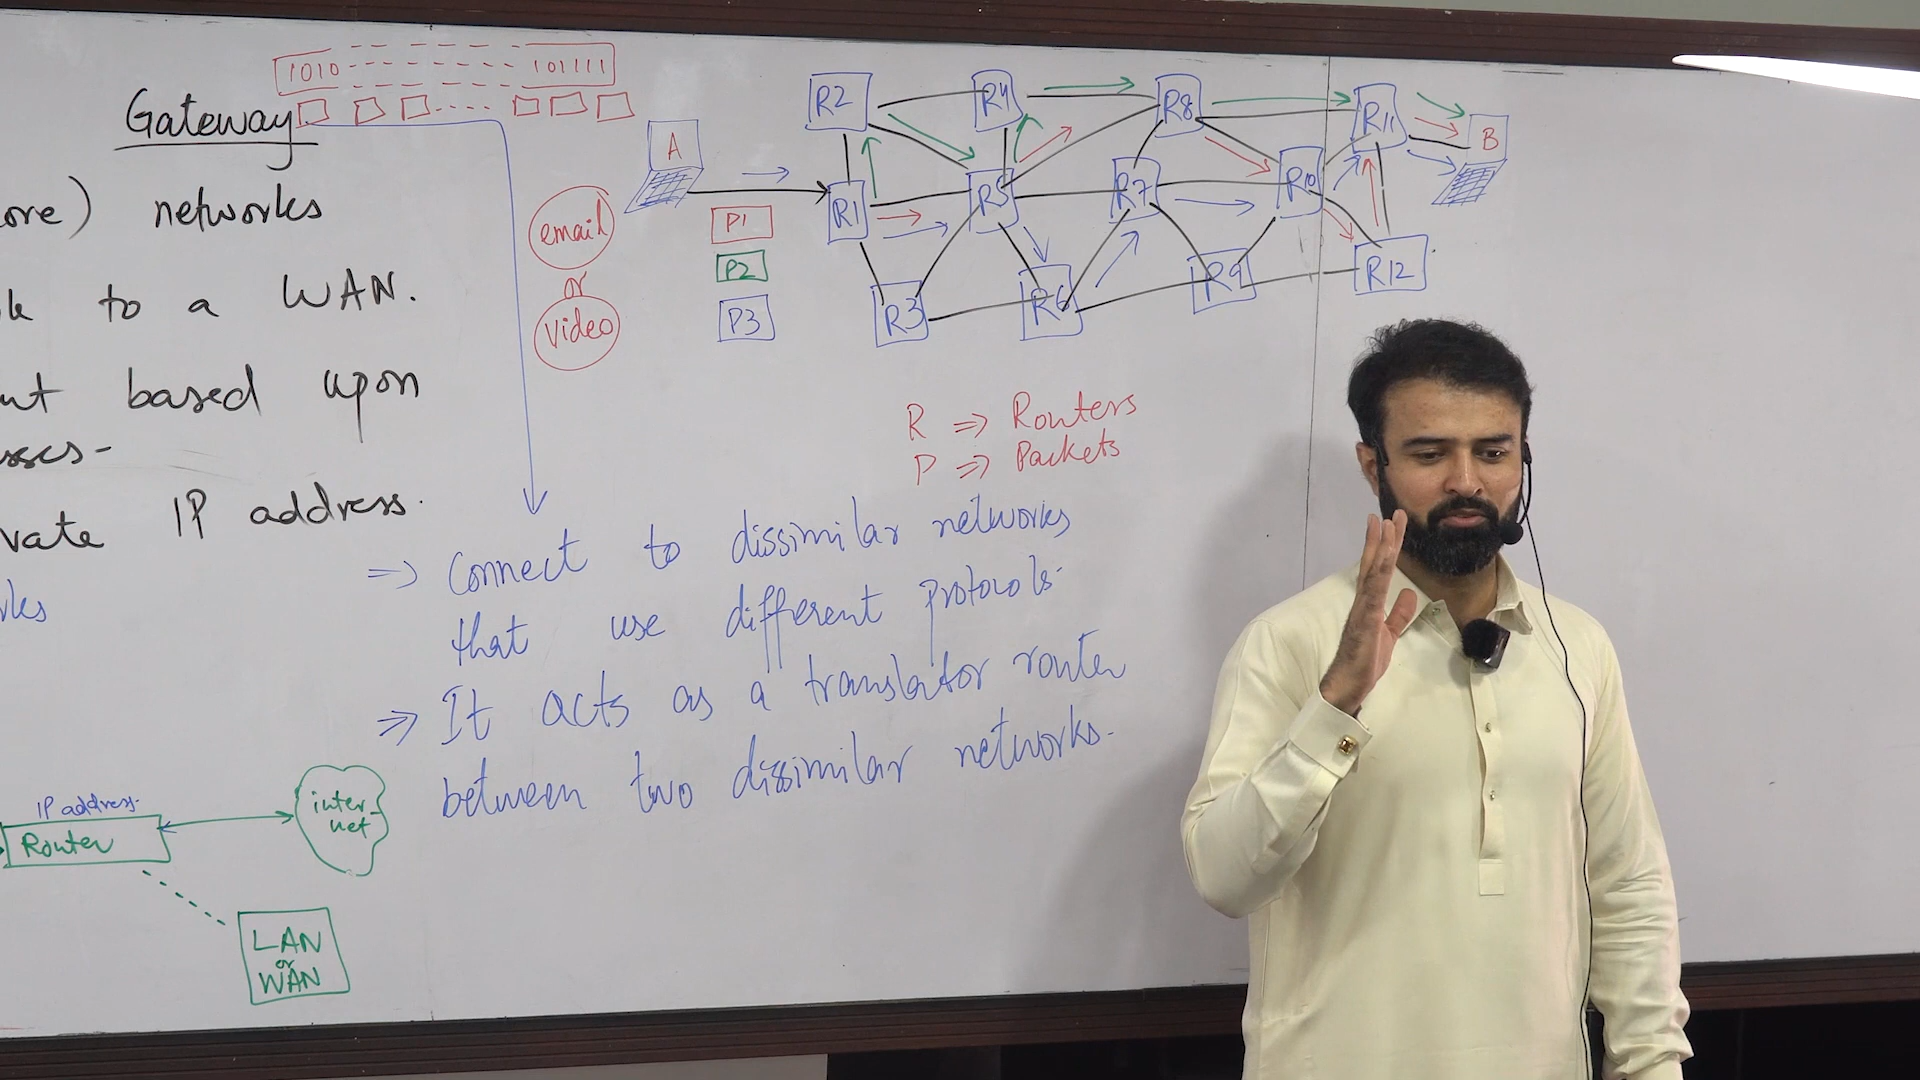 1010 101111
Gateway
networks
to a WAN.
based upon
IP address.
email
or
video
A
P1
P2
P3
R2 R4 R8 R11 B
R1 R5 R7 R10
R3 R6 R9 R12
R => Routers
P => Packets
=> Connect to dissimilar networks
that use different protocols.
=> It acts as a translator router
between two dissimilar networks.
IP address.
Router
inter-
net
LAN
or
WAN